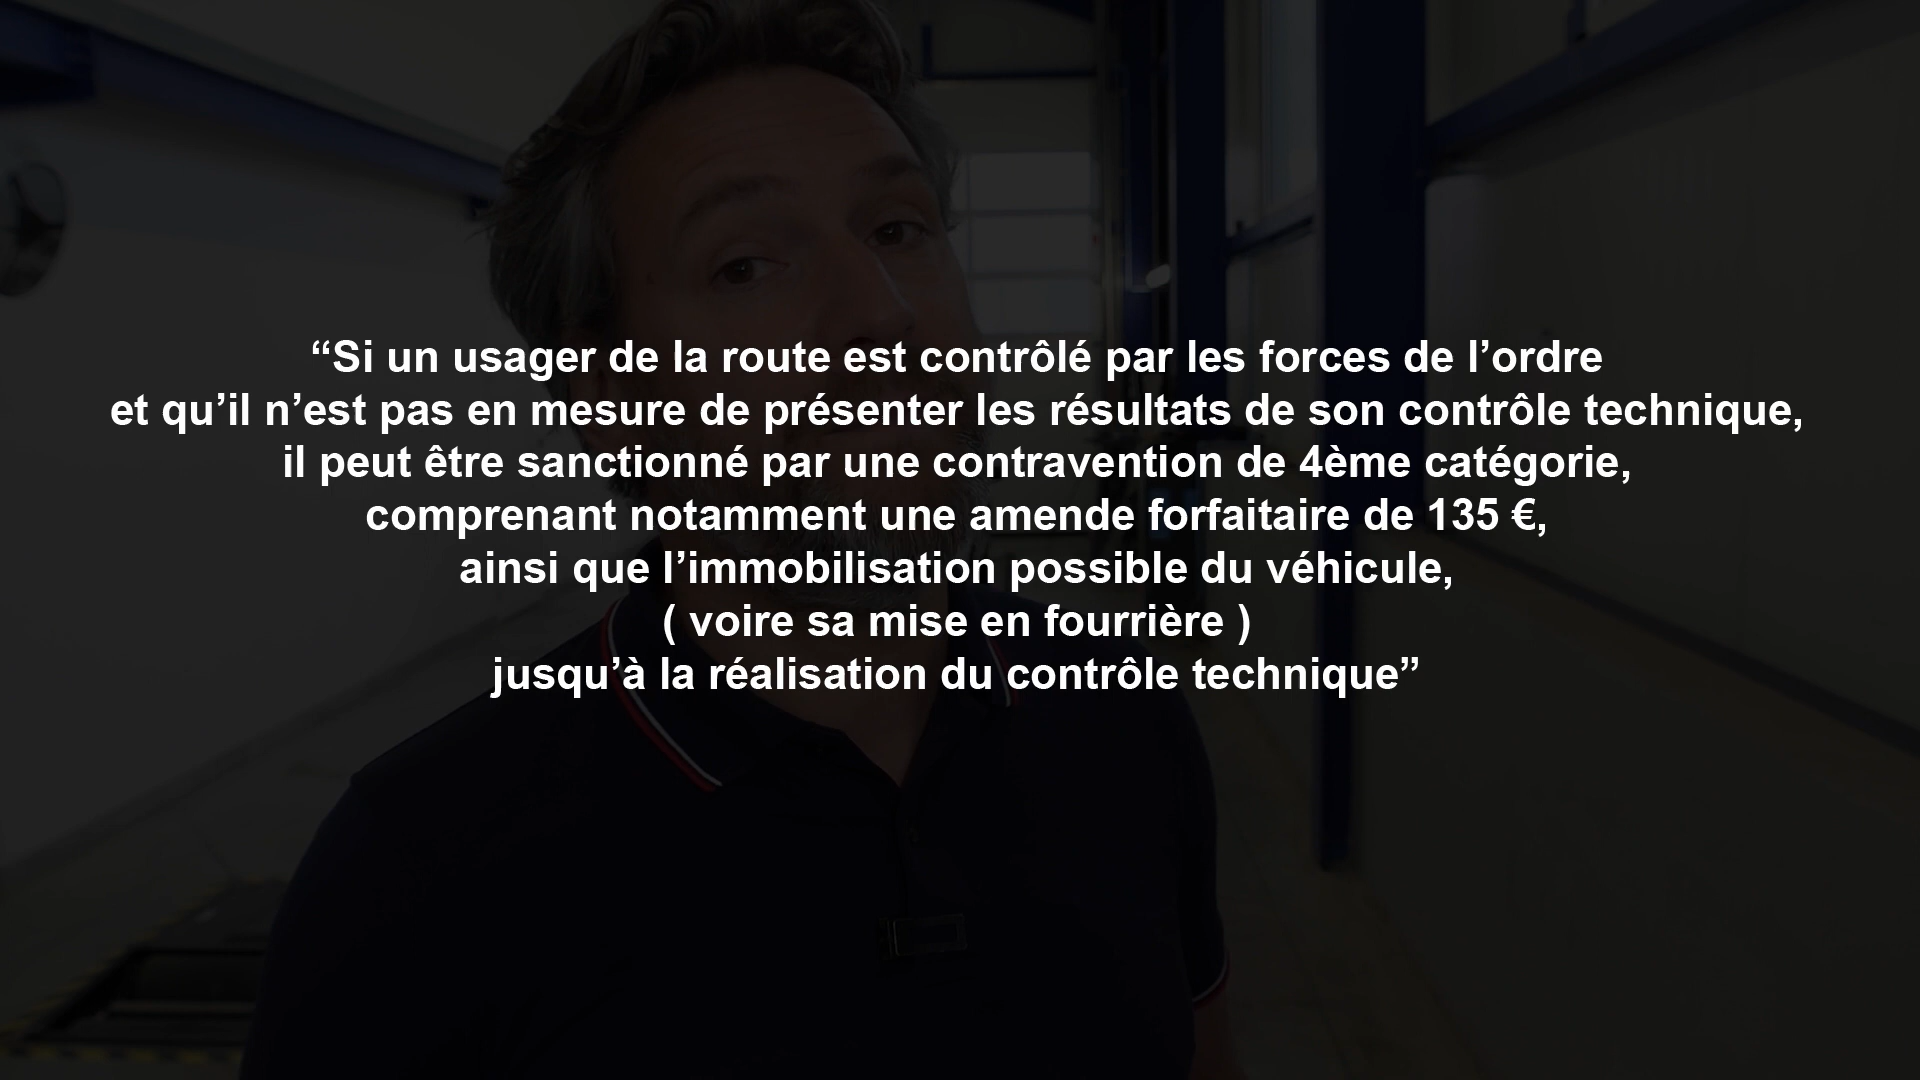 “Si un usager de la route est contrôlé par les forces de l’ordre
et qu’il n’est pas en mesure de présenter les résultats de son contrôle technique,
il peut être sanctionné par une contravention de 4ème catégorie,
comprenant notamment une amende forfaitaire de 135 €,
ainsi que l’immobilisation possible du véhicule,
( voire sa mise en fourrière )
jusqu’à la réalisation du contrôle technique”